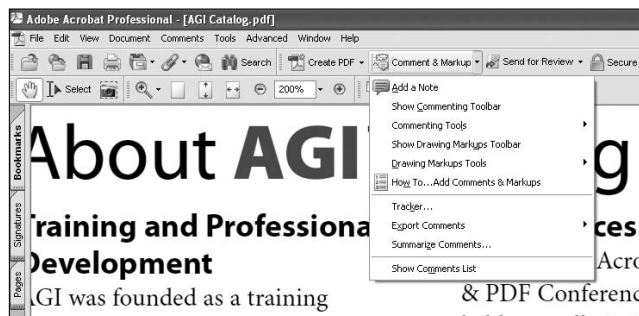 Adobe Acrobat Professional - [AGI Catalog.pdf]
File Edit View Document Comments Tools Advanced Window Help
Search Create PDF Comment & Markup Send for Review Secure
Select 200%
Add a Note
Show Commenting Toolbar
Commenting Tools
Show Drawing Markups Toolbar
Drawing Markups Tools
How To...Add Comments & Markups
Tracker...
Export Comments
Summarize Comments...
Show Comments List
Bookmarks
Signatures
Pages
About AGI g
Training and Professiona ces
Development Acro
AGI was founded as a training & PDF Conferenc